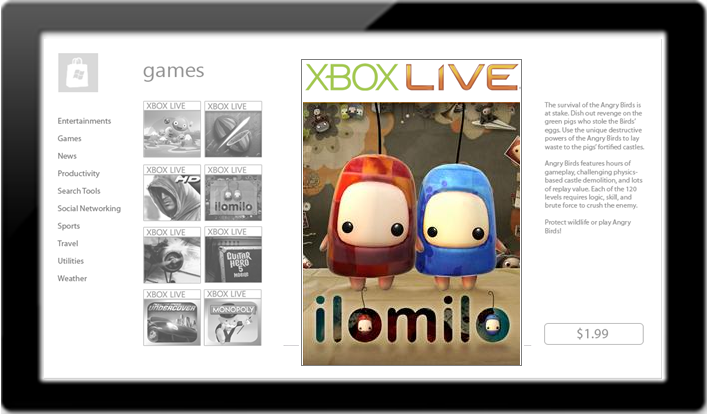 games
Entertainments
Games
News
Productivity
Search Tools
Social Networking
Sports
Travel
Utilities
Weather
XBOX LIVE
XBOX LIVE
XBOX LIVE
HD
XBOX LIVE
ilomilo
XBOX LIVE
XBOX LIVE
GUITAR
HERO
5
MOBILE
XBOX LIVE
UNDERCOVER
XBOX LIVE
MONOPOLY
XBOX LIVE
ilomilo
The survival of the Angry Birds is
at stake. Dish out revenge on the
green pigs who stole the Birds'
eggs. Use the unique destructive
powers of the Angry Birds to lay
waste to the pigs' fortified castles.
Angry Birds features hours of
gameplay, challenging physics-
based castle demolition, and lots
of replay value. Each of the 120
levels requires logic, skill, and
brute force to crush the enemy.
Protect wildlife or play Angry
Birds!
$1.99